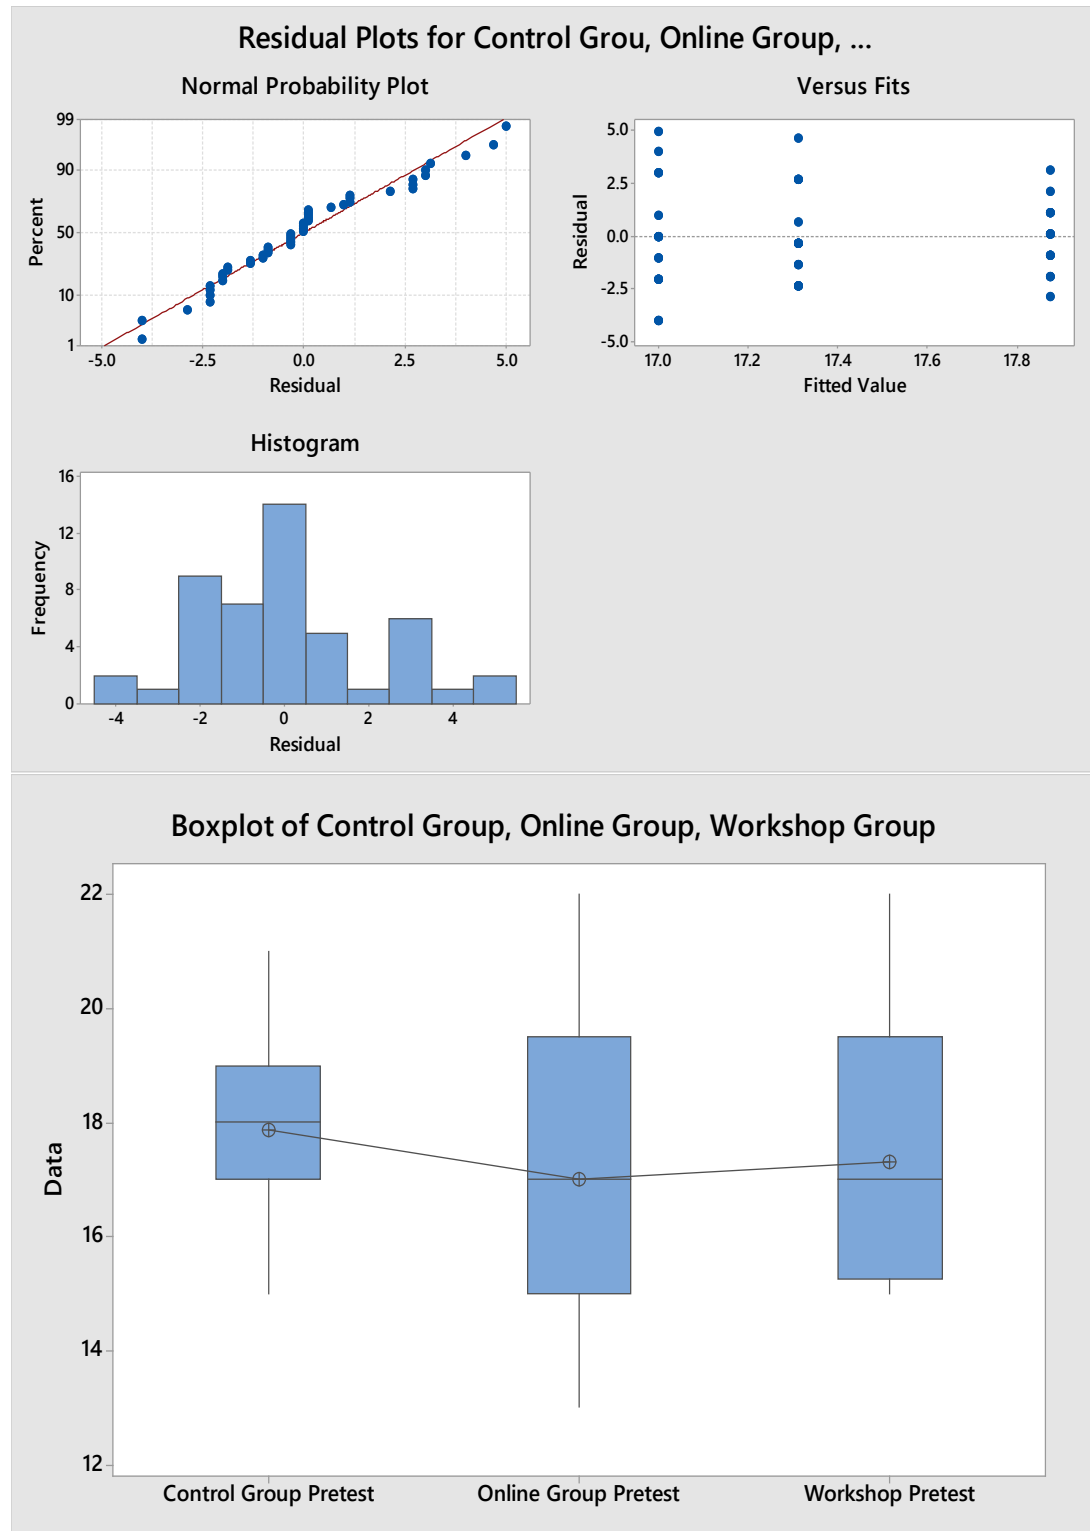 Residual Plots for Control Grou, Online Group, ...
Normal Probability Plot
99
90
50
10
1
Percent
-5.0
-2.5
0.0
2.5
5.0
Residual
Versus Fits
5.0
2.5
0.0
-2.5
-5.0
Residual
17.0
17.2
17.4
17.6
17.8
Fitted Value
Histogram
16
12
8
4
0
Frequency
-4
-2
0
2
4
Residual
Boxplot of Control Group, Online Group, Workshop Group
22
20
18
16
14
12
Data
Control Group Pretest
Online Group Pretest
Workshop Pretest